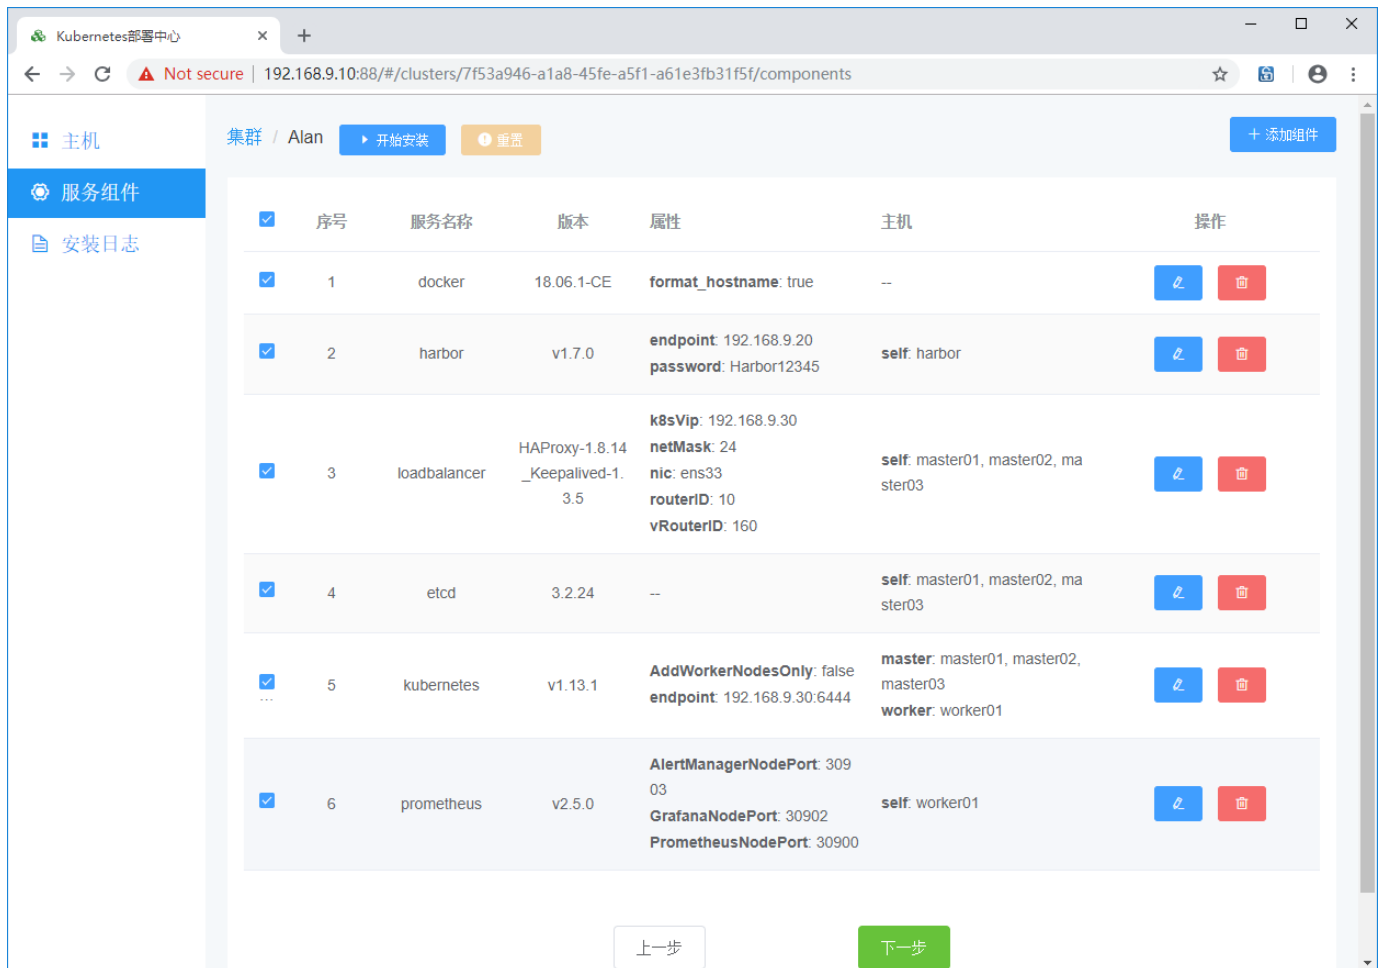 Kubernetes部署中心
Not secure | 192.168.9.10:88/#/clusters/7f53a946-a1a8-45fe-a5f1-a61e3fb31f5f/components
主机
服务组件
安装日志
集群 / Alan 开始安装 重置 + 添加组件
序号 服务名称 版本 属性 主机 操作
1 docker 18.06.1-CE format_hostname: true --
2 harbor v1.7.0 endpoint: 192.168.9.20
password: Harbor12345
self: harbor
3 loadbalancer
HAProxy-1.8.14
_Keepalived-1.
3.5
k8sVip: 192.168.9.30
netMask: 24
nic: ens33
routerID: 10
vRouterID: 160
self: master01, master02, ma
ster03
4 etcd 3.2.24 --
self: master01, master02, ma
ster03
...
5 kubernetes v1.13.1
AddWorkerNodesOnly: false
endpoint: 192.168.9.30:6444
master: master01, master02,
master03
worker: worker01
6 prometheus v2.5.0
AlertManagerNodePort: 309
03
GrafanaNodePort: 30902
PrometheusNodePort: 30900
self: worker01
上一步 下一步